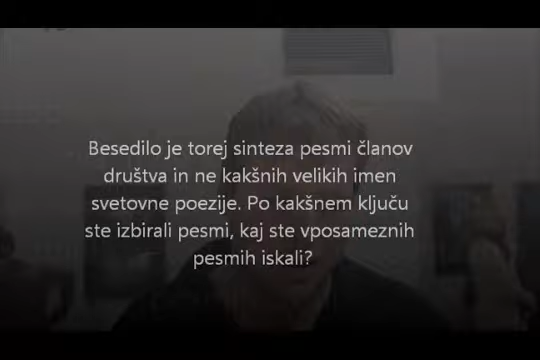 Besedilo je torej sinteza pesmi članov
društva in ne kakšnih velikih imen
svetovne poezije. Po kakšnem ključu
ste izbirali pesmi, kaj ste vposameznih
pesmih iskali?